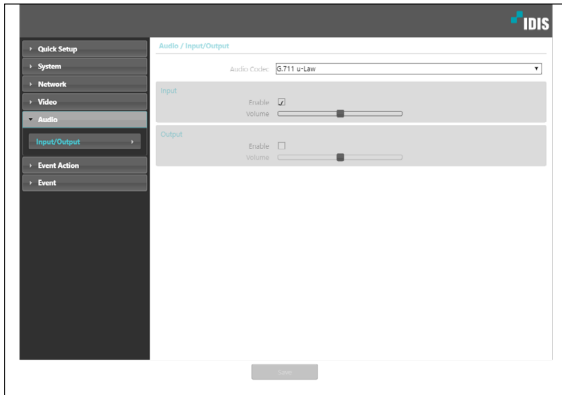 IDIS
Quick Setup
System
Network
Video
Audio
Input/Output
Event Action
Event
Audio / Input/Output
Audio Codec G.711 u-Law
Input
Enable
Volume
Output
Enable
Volume
Save